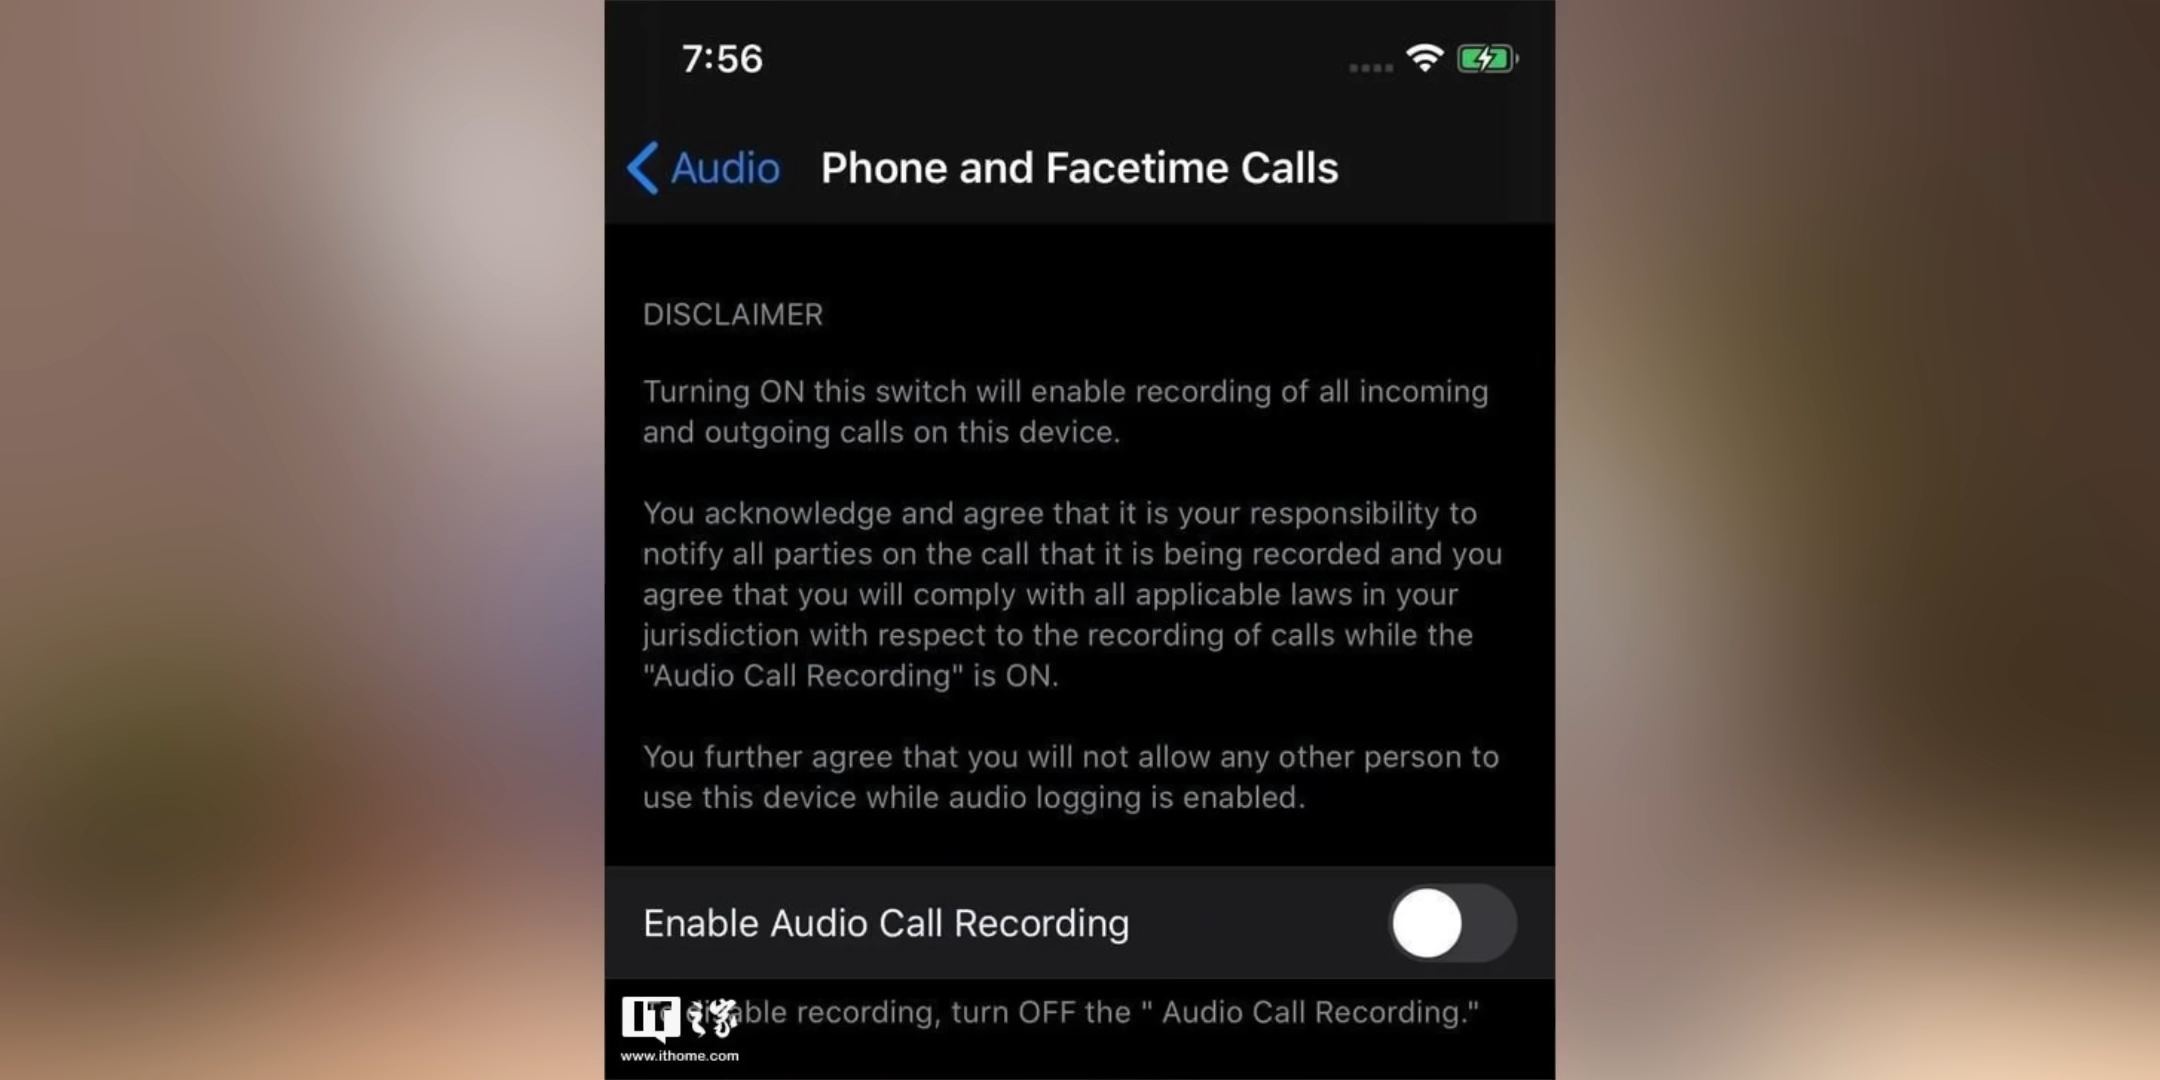 7:56
Audio
Phone and Facetime Calls
DISCLAIMER
Turning ON this switch will enable recording of all incoming
and outgoing calls on this device.
You acknowledge and agree that it is your responsibility to
notify all parties on the call that it is being recorded and you
agree that you will comply with all applicable laws in your
jurisdiction with respect to the recording of calls while the
"Audio Call Recording" is ON.
You further agree that you will not allow any other person to
use this device while audio logging is enabled.
Enable Audio Call Recording
To disable recording, turn OFF the " Audio Call Recording."
IT
www.ithome.com